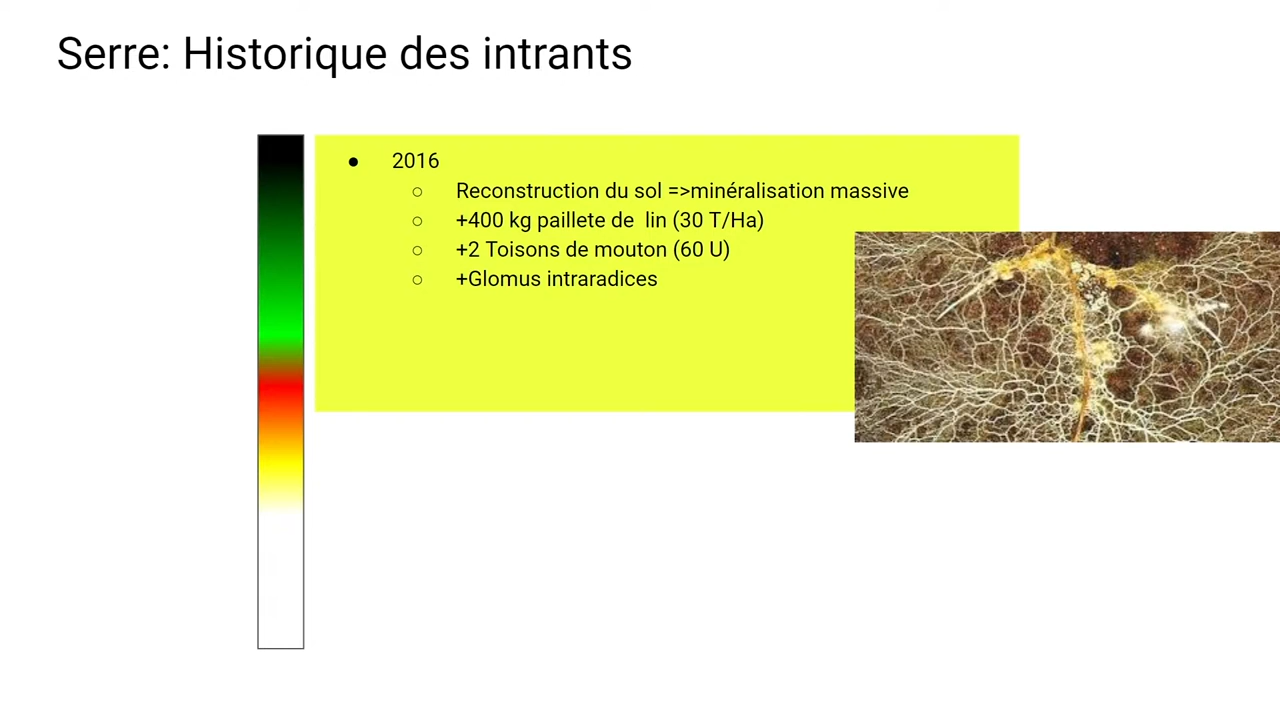 Serre: Historique des intrants
● 2016
○ Reconstruction du sol =>minéralisation massive
○ +400 kg paillete de lin (30 T/Ha)
○ +2 Toisons de mouton (60 U)
○ +Glomus intraradices